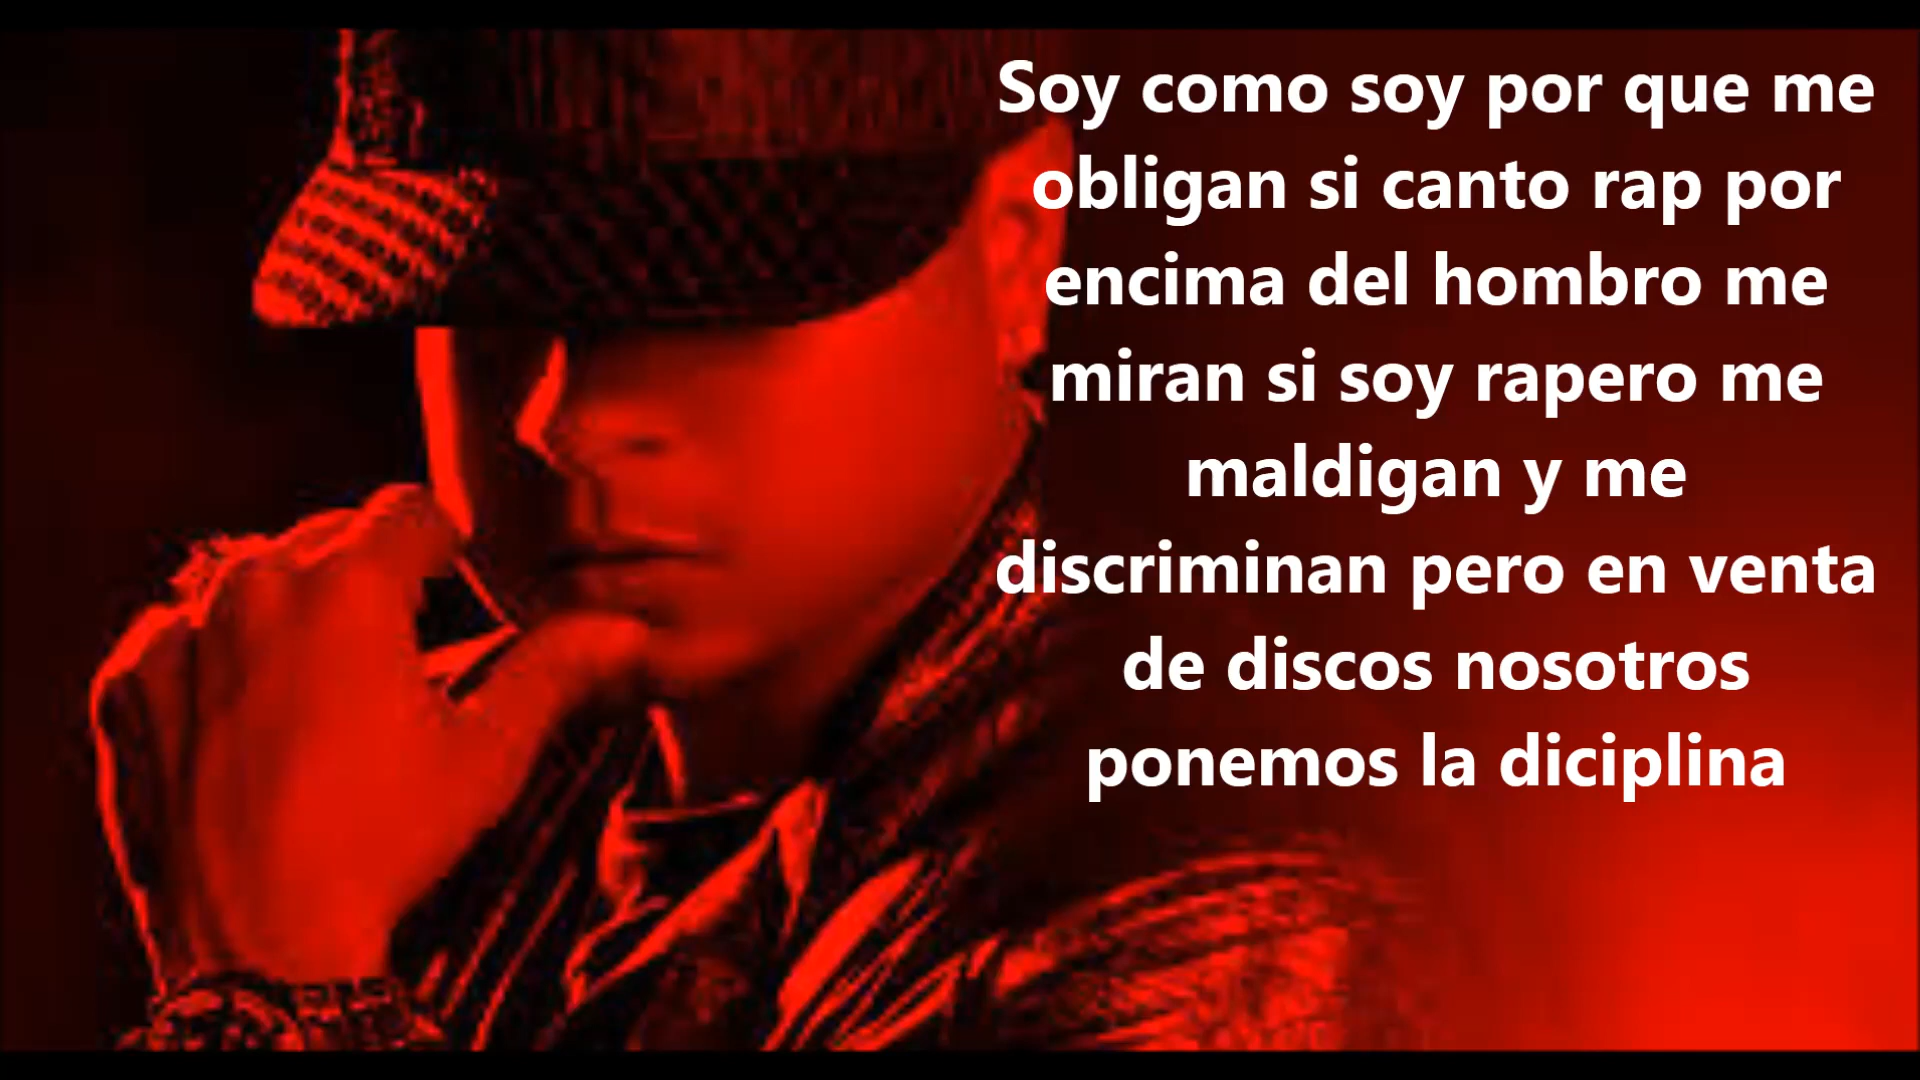 Soy como soy por que me
obligan si canto rap por
encima del hombro me
miran si soy rapero me
maldigan y me
discriminan pero en venta
de discos nosotros
ponemos la diciplina